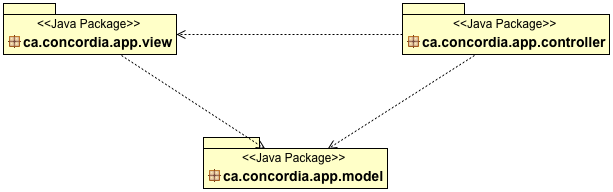 <<Java Package>>
ca.concordia.app.view
<<Java Package>>
ca.concordia.app.controller
<<Java Package>>
ca.concordia.app.model